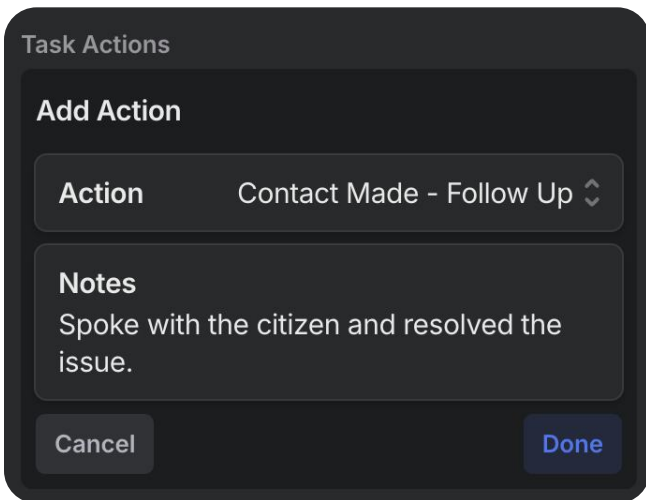 Task Actions
Add Action
Action Contact Made - Follow Up
Notes
Spoke with the citizen and resolved the
issue.
Cancel Done